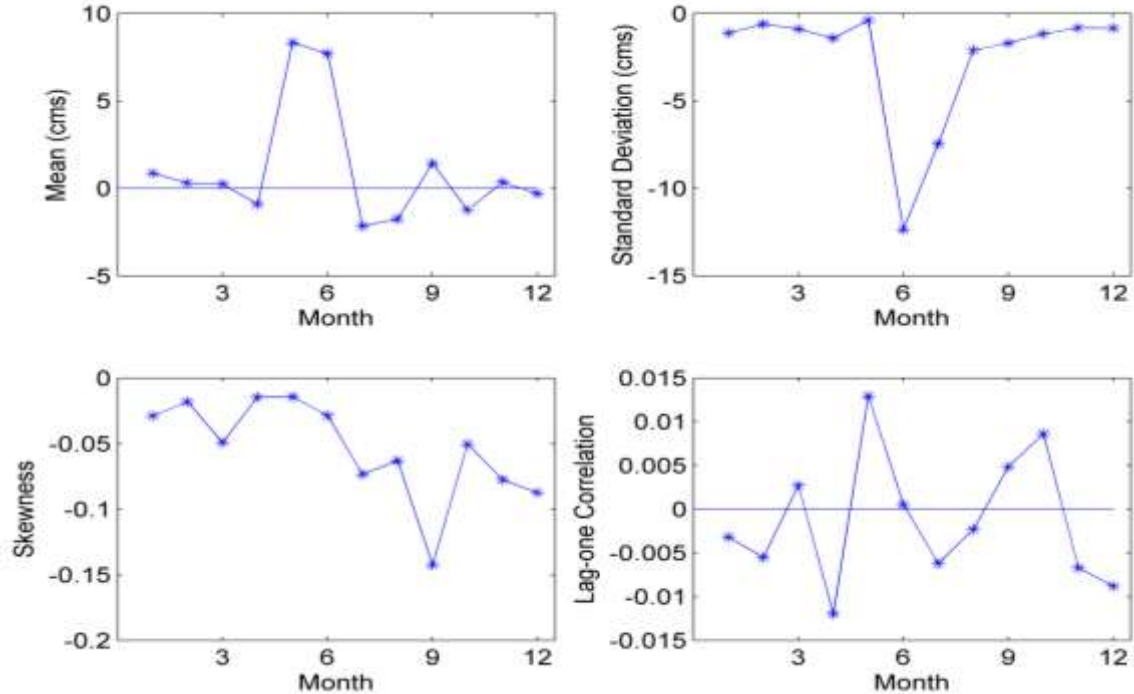 10
5
0
-5
Mean (cms)
3 6 9 12
Month
0
-5
-10
-15
Standard Deviation (cms)
3 6 9 12
Month
0
-0.05
-0.1
-0.15
-0.2
Skewness
3 6 9 12
Month
0.015
0.01
0.005
0
-0.005
-0.01
-0.015
Lag-one Correlation
3 6 9 12
Month